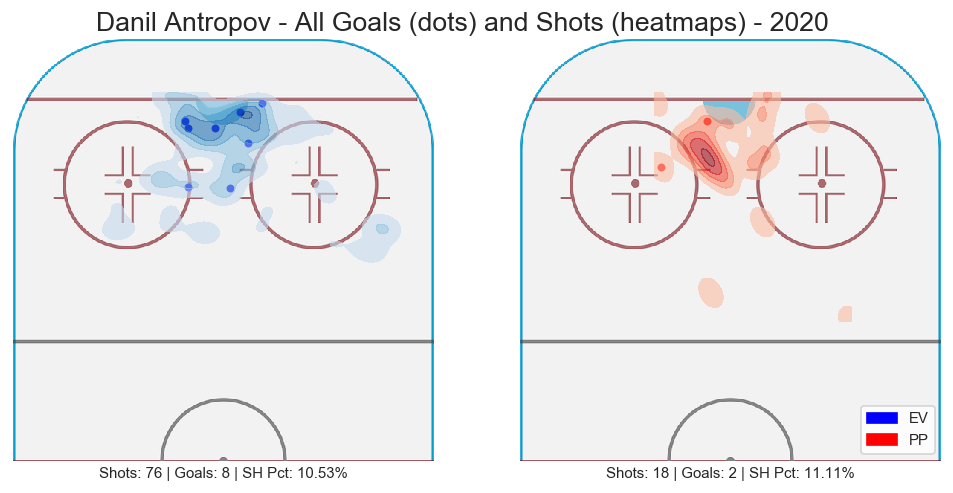 Danil Antropov - All Goals (dots) and Shots (heatmaps) - 2020
EV
PP
Shots: 76 | Goals: 8 | SH Pct: 10.53%
Shots: 18 | Goals: 2 | SH Pct: 11.11%